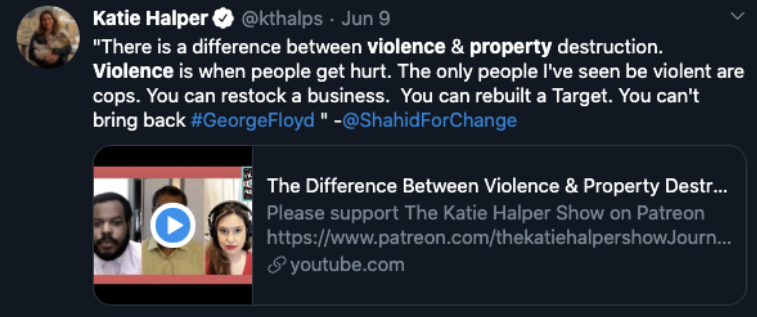 Katie Halper @kthalps · Jun 9
"There is a difference between violence & property destruction.
Violence is when people get hurt. The only people I've seen be violent are
cops. You can restock a business.  You can rebuilt a Target. You can't
bring back #GeorgeFloyd " -@ShahidForChange
The Difference Between Violence & Property Destr...
Please support The Katie Halper Show on Patreon
https://www.patreon.com/thekatiehalpershowJourn...
youtube.com